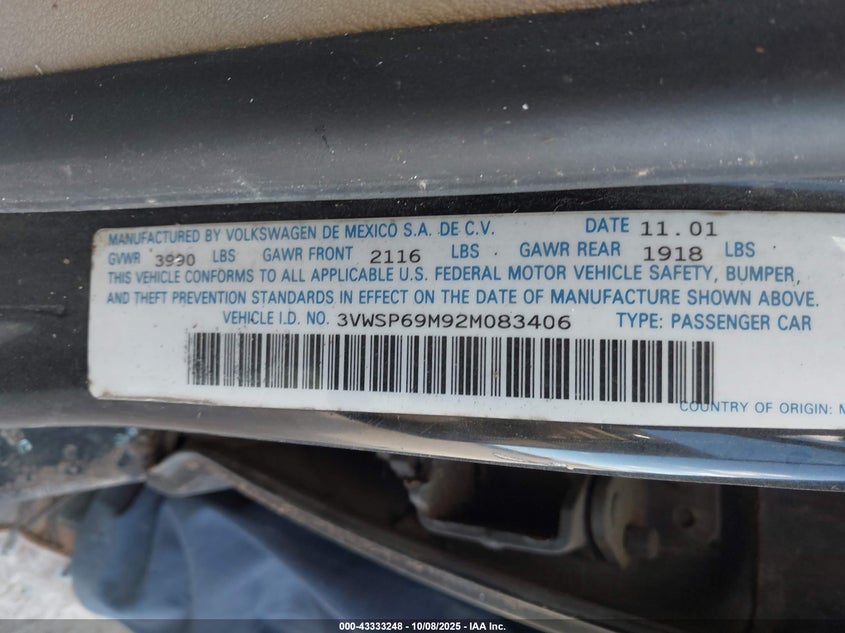 MANUFACTURED BY VOLKSWAGEN DE MEXICO S.A. DE C.V. DATE 11.01
GVWR 3990 LBS GAWR FRONT 2116 LBS GAWR REAR 1918 LBS
THIS VEHICLE CONFORMS TO ALL APPLICABLE U.S. FEDERAL MOTOR VEHICLE SAFETY, BUMPER,
AND THEFT PREVENTION STANDARDS IN EFFECT ON THE DATE OF MANUFACTURE SHOWN ABOVE.
VEHICLE I.D. NO. 3VWSP69M92M083406 TYPE: PASSENGER CAR
COUNTRY OF ORIGIN: M
000-43333248 - 10/08/2025 - IAA Inc.